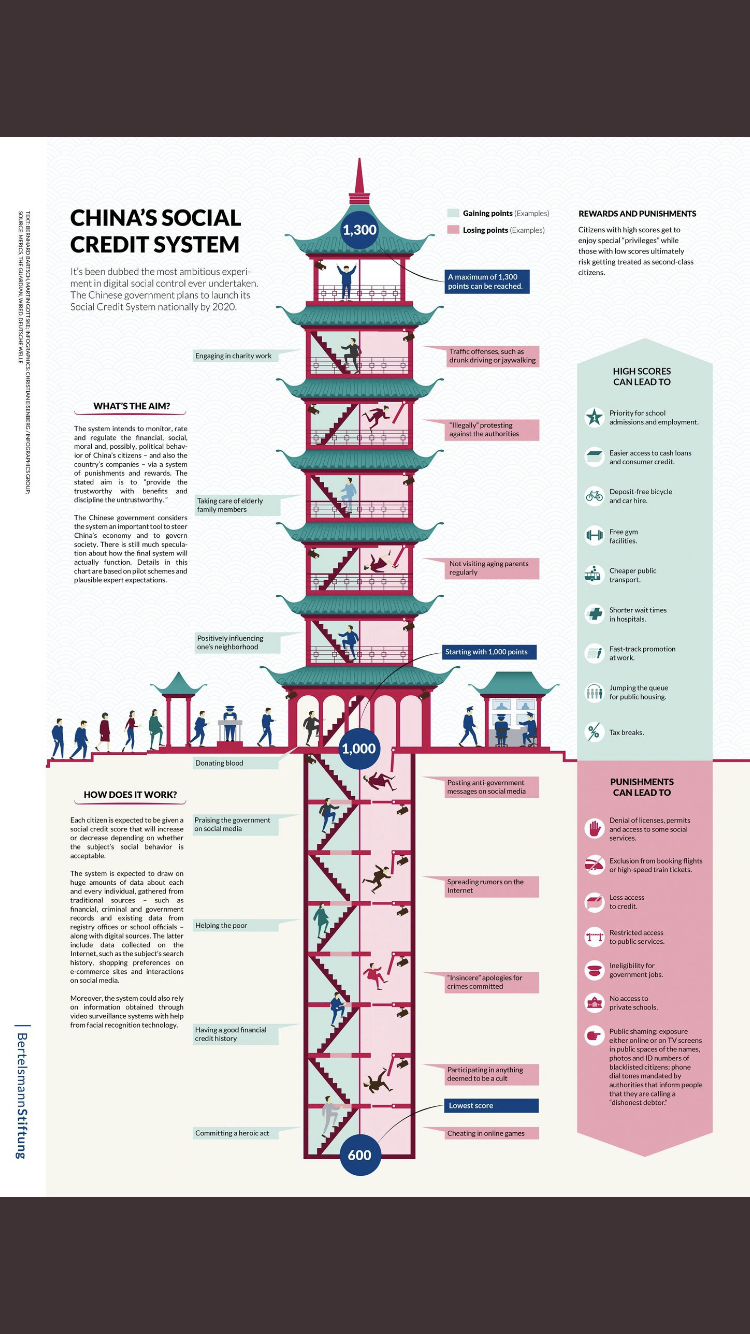 CHINA'S SOCIAL
CREDIT SYSTEM
It's been dubbed the most ambitious experi-
ment in digital social control ever undertaken.
The Chinese government plans to launch its
Social Credit System nationally by 2020.
WHAT'S THE AIM?
The system intends to monitor, rate
and regulate the financial, social,
moral and, possibly, political behav-
ior of China's citizens – and also the
country's companies – via a system
of punishments and rewards. The
stated aim is to "provide the
trustworthy with benefits and
discipline the untrustworthy."
The Chinese government considers
the system an important tool to steer
China's economy and to govern
society. There is still much specula-
tion about how the final system will
actually function. Details in this
chart are based on pilot schemes and
plausible expert expectations.
HOW DOES IT WORK?
Each citizen is expected to be given a
social credit score that will increase
or decrease depending on whether
the subject's social behavior is
acceptable.
The system is expected to draw on
huge amounts of data about each
and every individual, gathered from
traditional sources – such as
financial, criminal and government
records and existing data from
registry offices or school officials –
along with digital sources. The latter
include data collected on the
Internet, such as the subject's search
history, shopping preferences on
e-commerce sites and interactions
on social media.
Moreover, the system could also rely
on information obtained through
video surveillance systems with help
from facial recognition technology.
Gaining points (Examples)
Losing points (Examples)
1,300
A maximum of 1,300
points can be reached.
Engaging in charity work
Traffic offenses, such as
drunk driving or jaywalking
"Illegally" protesting
against the authorities
Taking care of elderly
family members
Not visiting aging parents
regularly
Positively influencing
one's neighborhood
Starting with 1,000 points
1,000
Donating blood
Posting anti-government
messages on social media
Praising the government
on social media
Spreading rumors on the
Internet
Helping the poor
"Insincere" apologies for
crimes committed
Having a good financial
credit history
Participating in anything
deemed to be a cult
Lowest score
Committing a heroic act
Cheating in online games
600
REWARDS AND PUNISHMENTS
Citizens with high scores get to
enjoy special "privileges" while
those with low scores ultimately
risk getting treated as second-class
citizens.
HIGH SCORES
CAN LEAD TO
Priority for school
admissions and employment.
Easier access to cash loans
and consumer credit.
Deposit-free bicycle
and car hire.
Free gym
facilities.
Cheaper public
transport.
Shorter wait times
in hospitals.
Fast-track promotion
at work.
Jumping the queue
for public housing.
Tax breaks.
PUNISHMENTS
CAN LEAD TO
Denial of licenses, permits
and access to some social
services.
Exclusion from booking flights
or high-speed train tickets.
Less access
to credit.
Restricted access
to public services.
Ineligibility for
government jobs.
No access to
private schools.
Public shaming: exposure
either online or on TV screens
in public spaces of the names,
photos and ID numbers of
blacklisted citizens; phone
dial tones mandated by
authorities that inform people
that they are calling a
"dishonest debtor."
TEXT: BERNHARD BARTSCH, MARTIN GOTTSKE; INFOGRAPHICS: CHRISTIAN EISENBERG / INFOGRAPHICS GROUP;
SOURCE: MERICS, THE GUARDIAN, WIRED, DEUTSCHE WELLE
BertelsmannStiftung